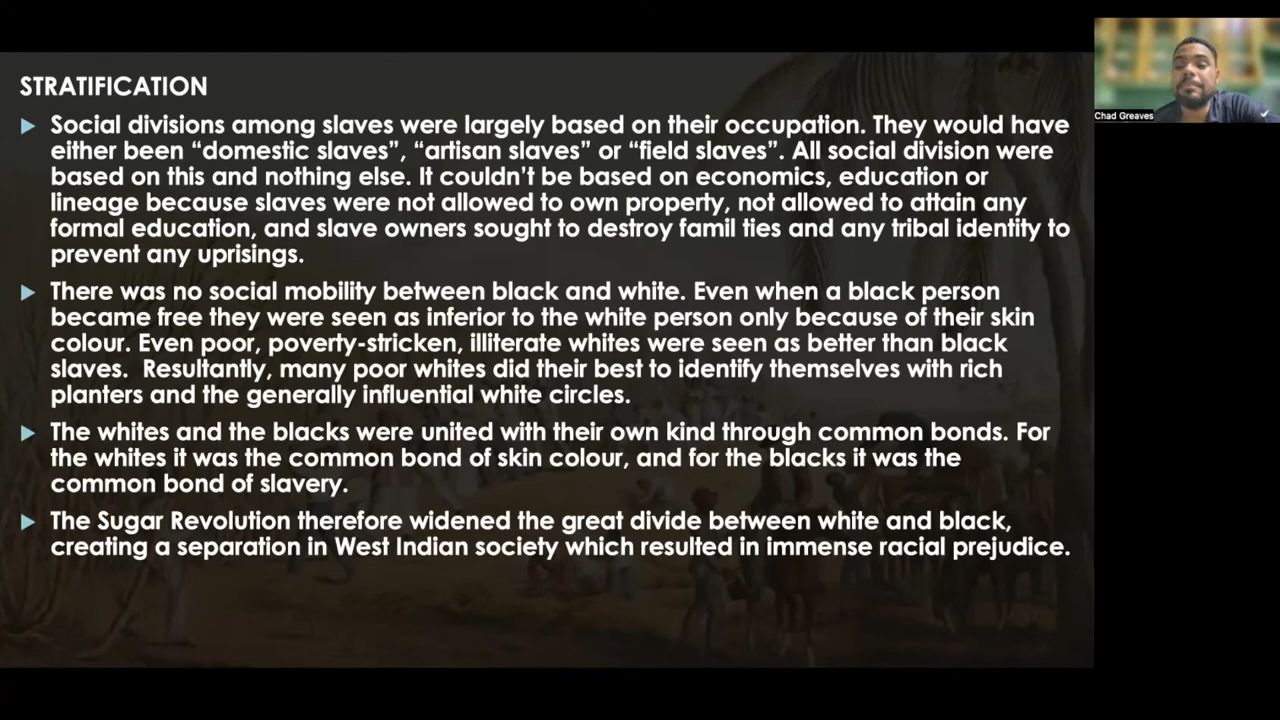 STRATIFICATION
Social divisions among slaves were largely based on their occupation. They would have
either been “domestic slaves”, “artisan slaves” or “field slaves”. All social division were
based on this and nothing else. It couldn’t be based on economics, education or
lineage because slaves were not allowed to own property, not allowed to attain any
formal education, and slave owners sought to destroy famil ties and any tribal identity to
prevent any uprisings.
There was no social mobility between black and white. Even when a black person
became free they were seen as inferior to the white person only because of their skin
colour. Even poor, poverty-stricken, illiterate whites were seen as better than black
slaves. Resultantly, many poor whites did their best to identify themselves with rich
planters and the generally influential white circles.
The whites and the blacks were united with their own kind through common bonds. For
the whites it was the common bond of skin colour, and for the blacks it was the
common bond of slavery.
The Sugar Revolution therefore widened the great divide between white and black,
creating a separation in West Indian society which resulted in immense racial prejudice.
Chad Greaves